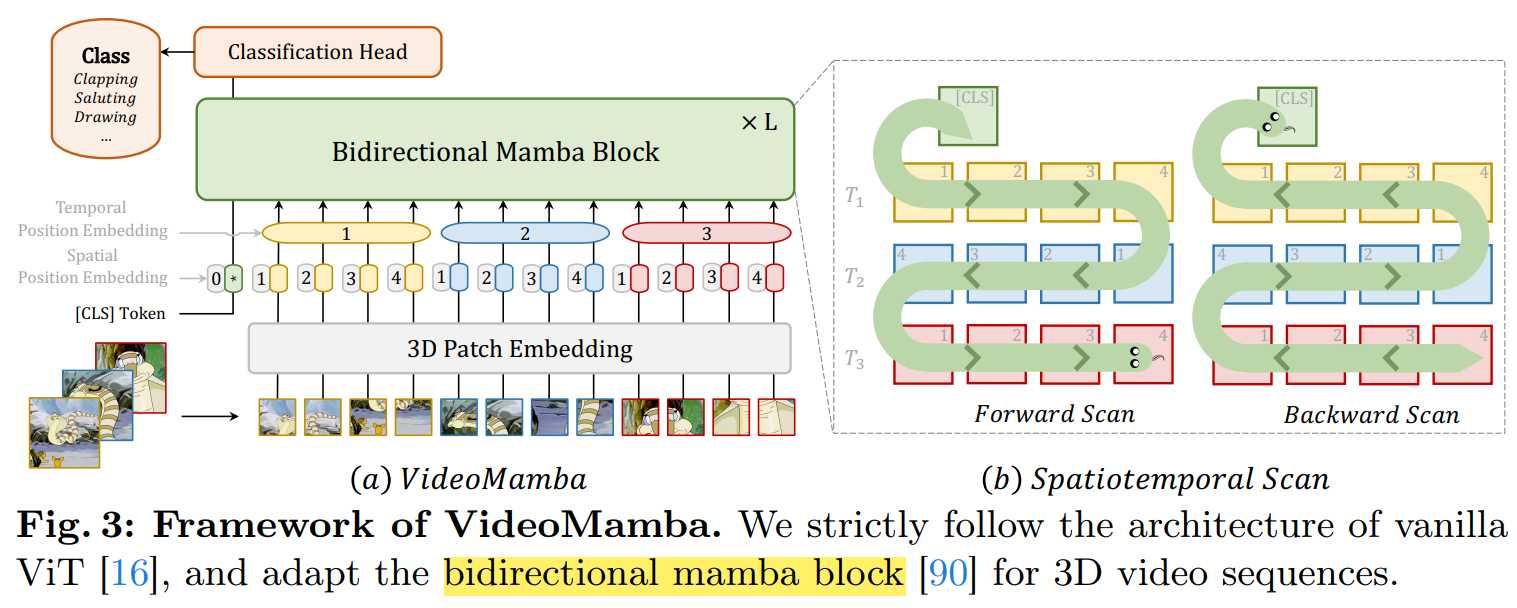 Class
Clapping
Saluting
Drawing
...
Classification Head
× L
Bidirectional Mamba Block
Temporal
Position Embedding
1
2
3
Spatial
Position Embedding
0 * 1 2 3 4 1 2 3 4 1 2 3 4
[CLS] Token
3D Patch Embedding
(a) VideoMamba
[CLS]
T1
1 2 3 4
T2
4 3 2 1
T3
1 2 3 4
Forward Scan
[CLS]
1 2 3 4
4 3 2 1
1 2 3 4
Backward Scan
(b) Spatiotemporal Scan
Fig. 3: Framework of VideoMamba. We strictly follow the architecture of vanilla
ViT [16], and adapt the bidirectional mamba block [90] for 3D video sequences.